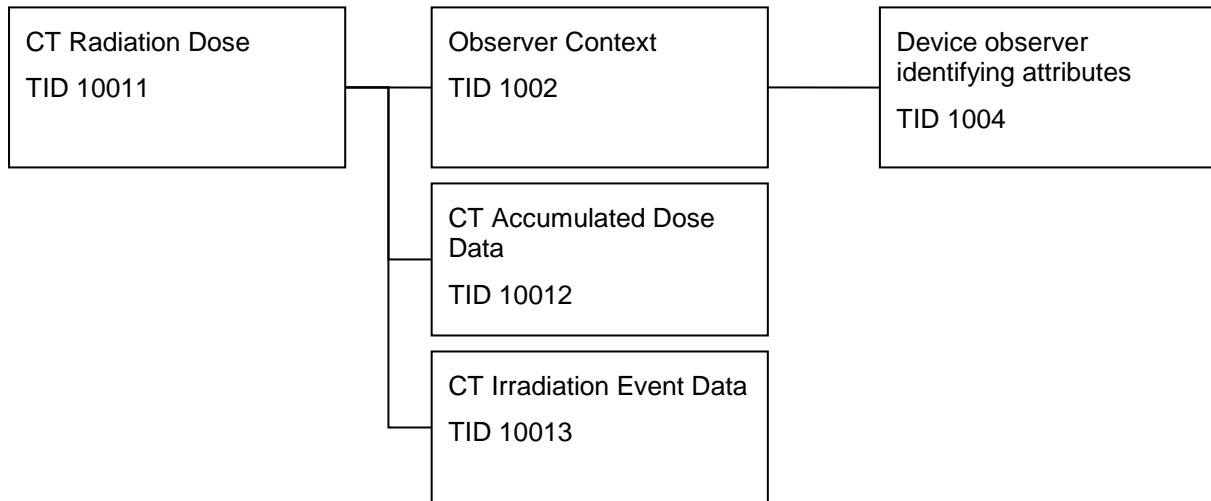 CT Radiation Dose
TID 10011
Observer Context
TID 1002
Device observer
identifying attributes
TID 1004
CT Accumulated Dose
Data
TID 10012
CT Irradiation Event Data
TID 10013